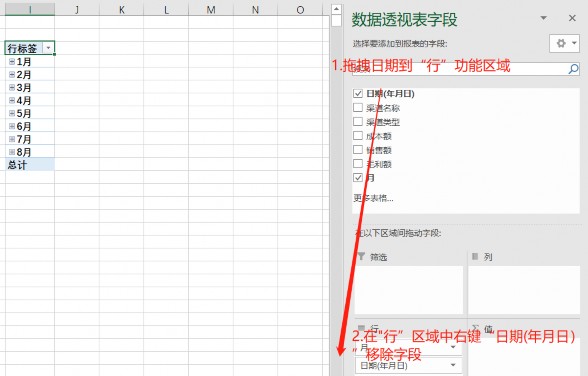 I J K L M N O
行标签
1月
2月
3月
4月
5月
6月
7月
8月
总计
数据透视表字段
选择要添加到报表的字段:
1.拖拽日期到“行”功能区域
日期(年月日)
渠道名称
渠道类型
成本额
销售额
毛利额
月
更多表格...
在以下区域间拖动字段:
筛选
列
行
值
2.在"行”区域中右键“日期(年月日)
”移除字段
月
日期(年月日)